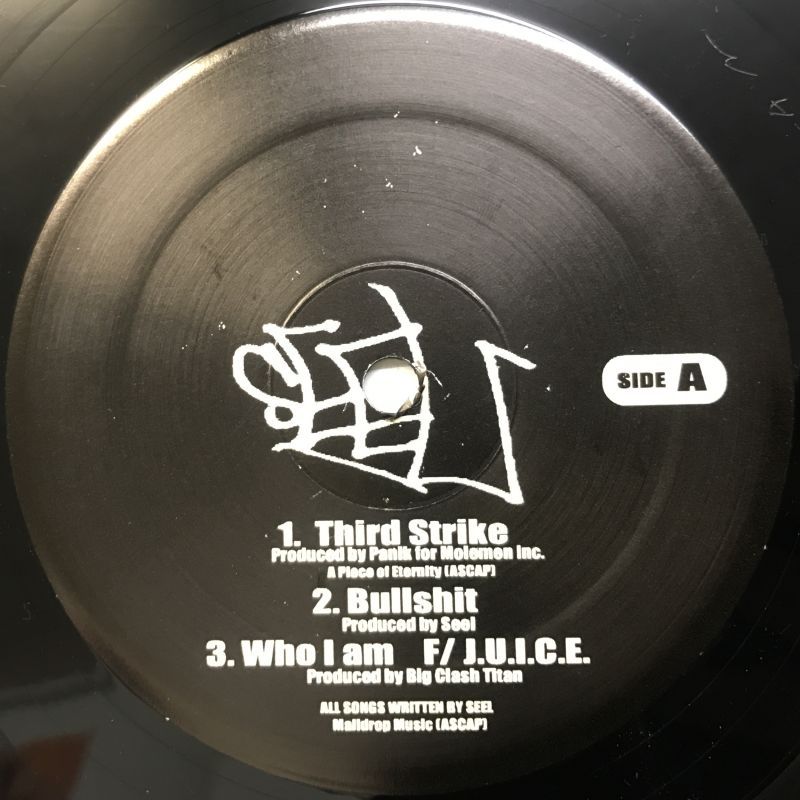 SIDE A
1. Third Strike
Produced by Panik for Molemen Inc.
A Piece of Eternity (ASCAP)
2. Bullshit
Produced by Seel
3. Who I am F/ J.U.I.C.E.
Produced by Big Clash Titan
ALL SONGS WRITTEN BY SEEL
Maildrop Music (ASCAP)